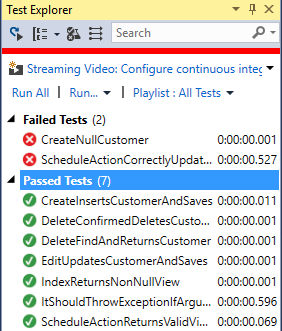 Test Explorer
Search
Streaming Video: Configure continuous integ
Run All | Run... | Playlist : All Tests
Failed Tests (2)
CreateNullCustomer 0:00:00.001
ScheduleActionCorrectlyUpdat... 0:00:00.527
Passed Tests (7)
CreateInsertsCustomerAndSaves 0:00:00.011
DeleteConfirmedDeletesCusto... 0:00:00.001
DeleteFindAndReturnsCustomer 0:00:00.001
EditUpdatesCustomerAndSaves 0:00:00.001
IndexReturnsNonNullView 0:00:00.001
ItShouldThrowExceptionIfArgu... 0:00:00.596
ScheduleActionReturnsValidVi... 0:00:00.069